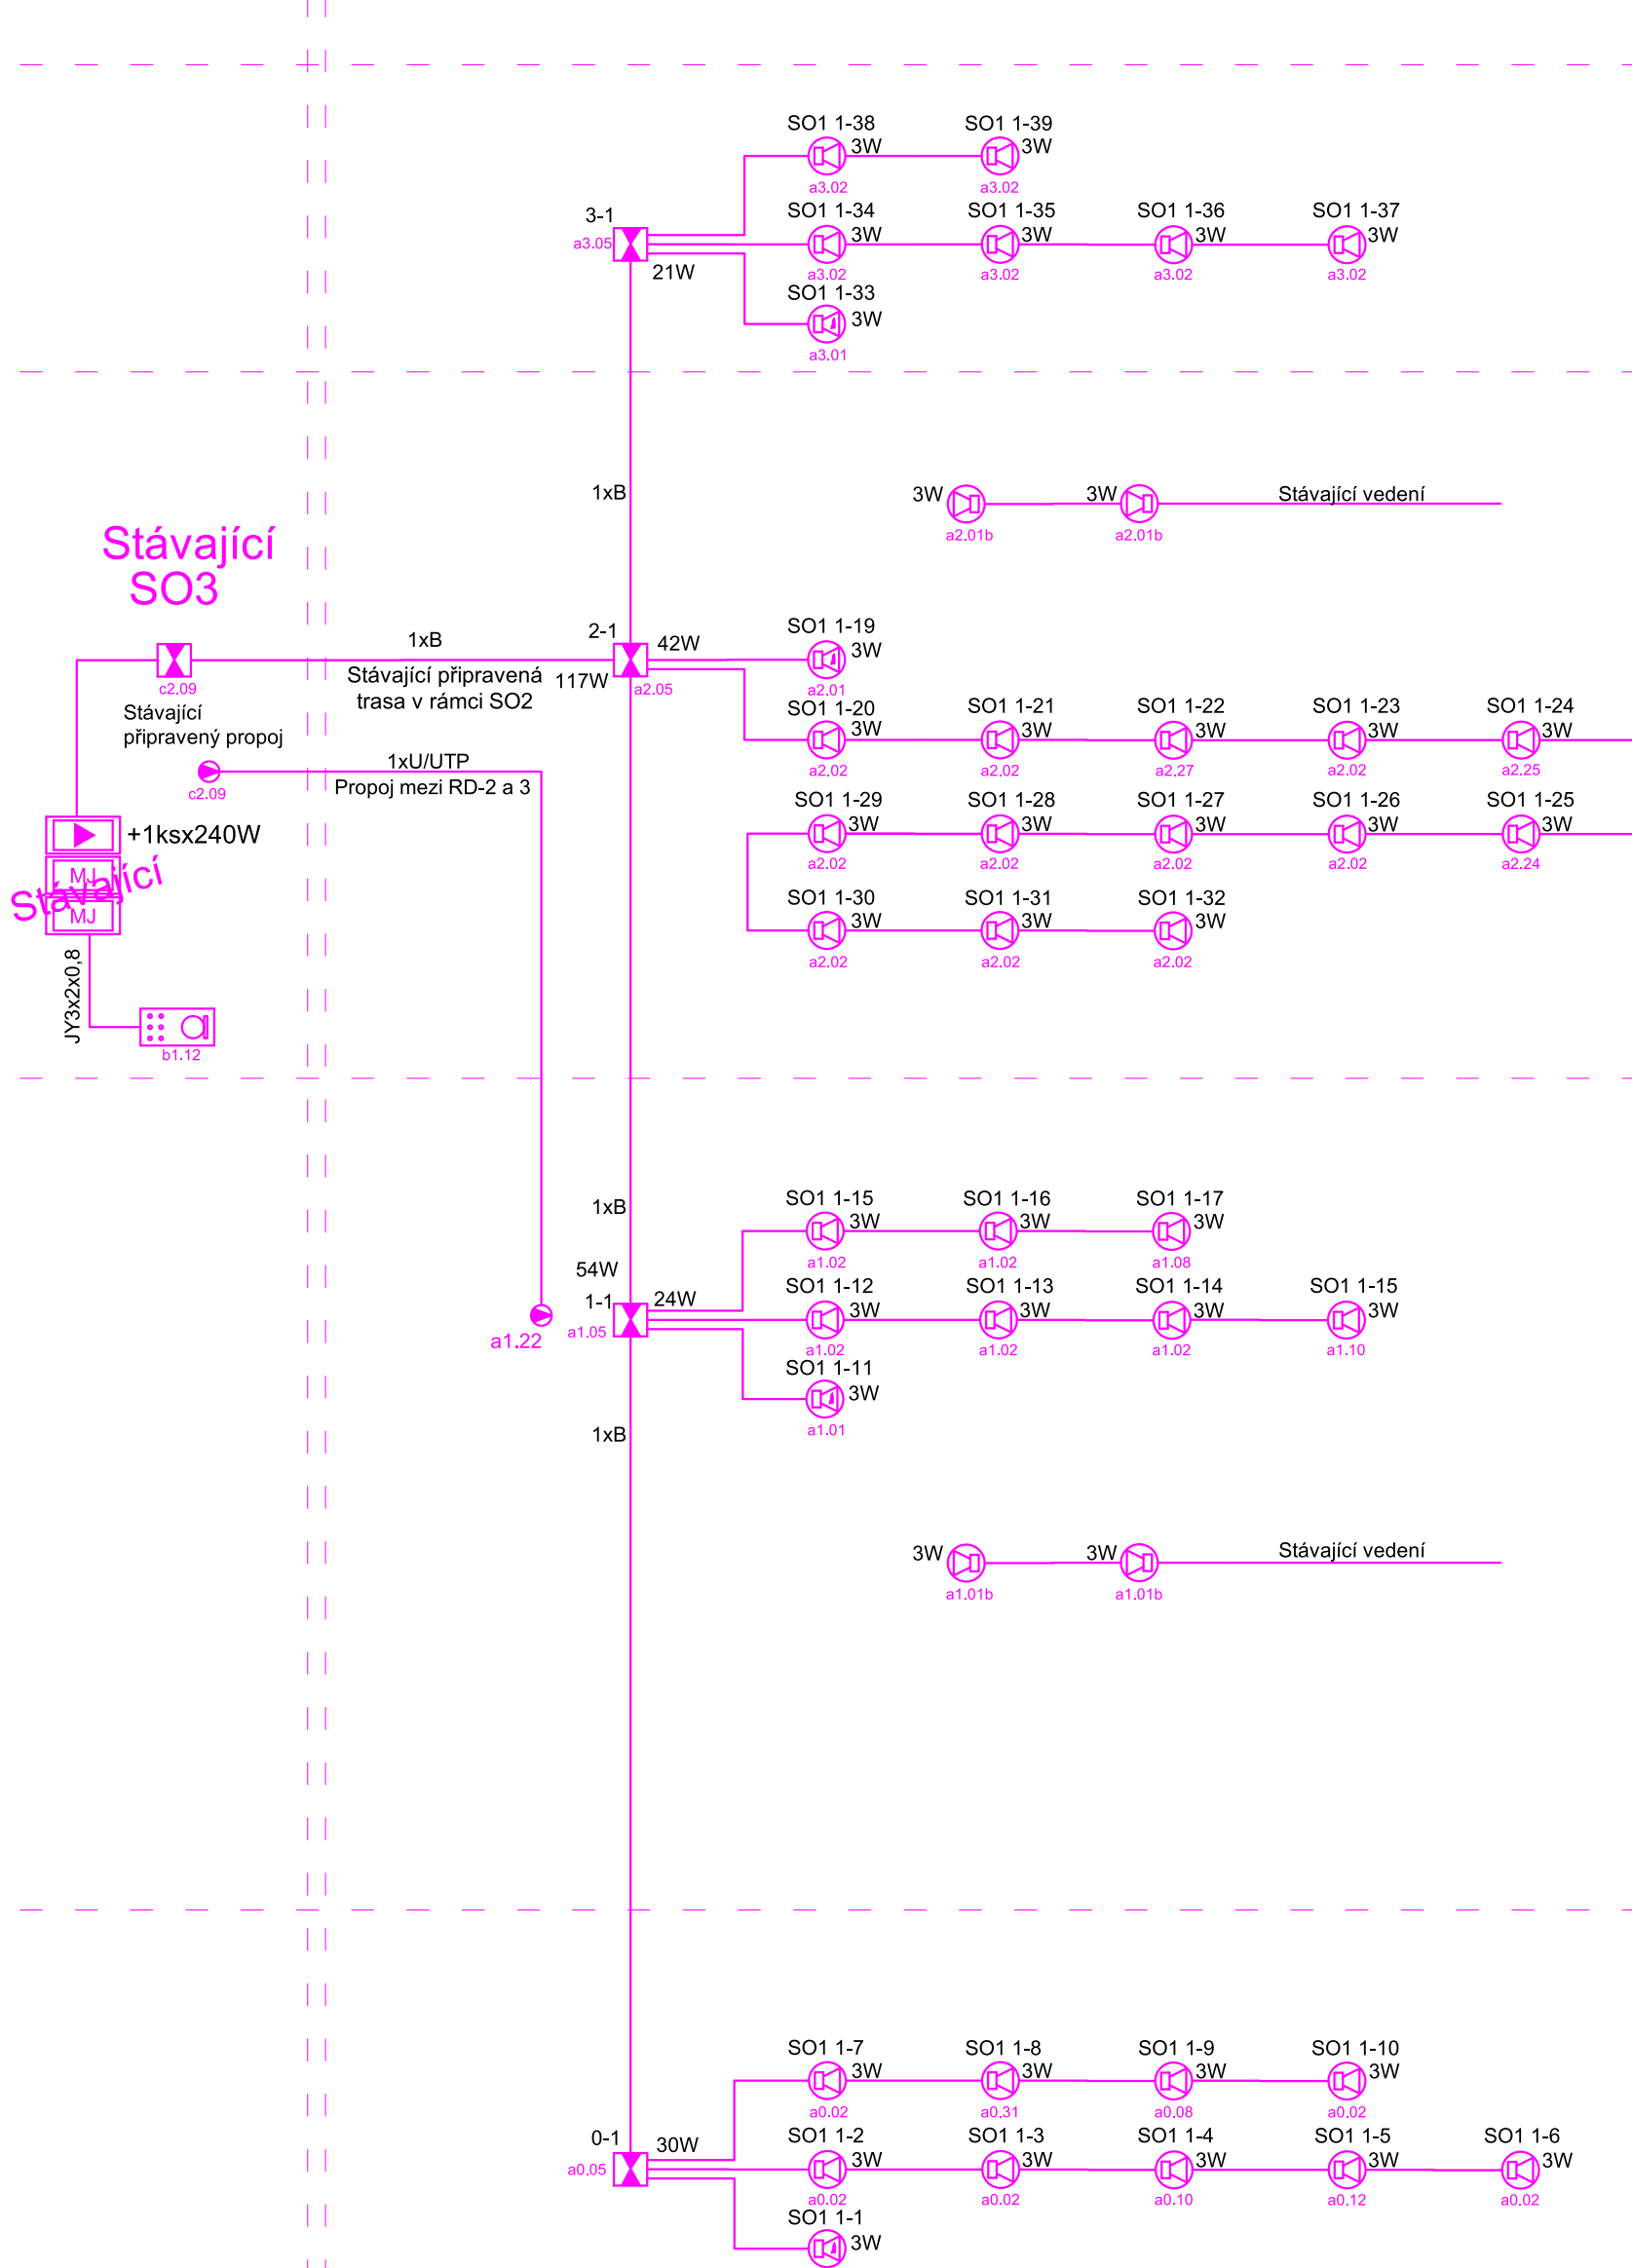 SO1 1-38
SO1 1-39
3W
3W
a3.02
a3.02
3-1
a3.05
21W
SO1 1-34
SO1 1-35
SO1 1-36
SO1 1-37
3W
3W
3W
3W
a3.02
a3.02
a3.02
a3.02
SO1 1-33
3W
a3.01
1xB
3W
3W
Stávající vedení
a2.01b
a2.01b
Stávající
SO3
c2.09
Stávající
připravený propoj
1xB
Stávající připravená
trasa v rámci SO2
2-1
42W
117W
a2.05
SO1 1-19
3W
a2.01
SO1 1-20
SO1 1-21
SO1 1-22
SO1 1-23
SO1 1-24
3W
3W
3W
3W
3W
a2.02
a2.02
a2.27
a2.02
a2.25
c2.09
1xU/UTP
Propoj mezi RD-2 a 3
+1ksx240W
Stávající
MJ
MJ
SO1 1-29
SO1 1-28
SO1 1-27
SO1 1-26
SO1 1-25
3W
3W
3W
3W
3W
a2.02
a2.02
a2.02
a2.02
a2.24
SO1 1-30
SO1 1-31
SO1 1-32
3W
3W
3W
a2.02
a2.02
a2.02
JY3x2x0,8
b1.12
1xB
54W
1-1
24W
a1.05
a1.22
SO1 1-15
SO1 1-16
SO1 1-17
3W
3W
3W
a1.02
a1.02
a1.08
SO1 1-12
SO1 1-13
SO1 1-14
SO1 1-15
3W
3W
3W
3W
a1.02
a1.02
a1.02
a1.10
SO1 1-11
3W
a1.01
1xB
3W
3W
Stávající vedení
a1.01b
a1.01b
SO1 1-7
SO1 1-8
SO1 1-9
SO1 1-10
3W
3W
3W
3W
a0.02
a0.31
a0.08
a0.02
0-1
30W
a0.05
SO1 1-2
SO1 1-3
SO1 1-4
SO1 1-5
SO1 1-6
3W
3W
3W
3W
3W
a0.02
a0.02
a0.10
a0.12
a0.02
SO1 1-1
3W